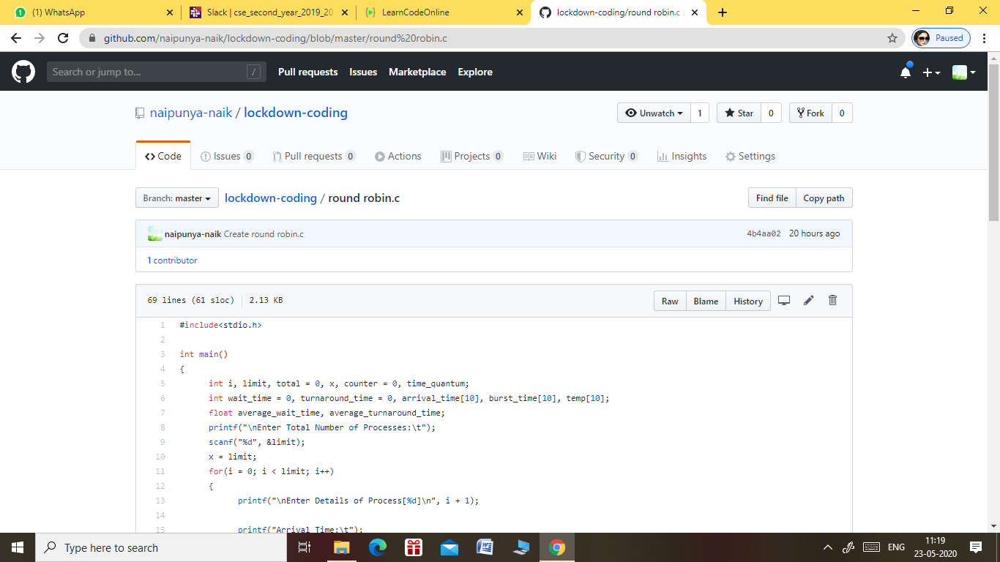 (1) WhatsApp
Slack | cse_second_year_2019_20
LearnCodeOnline
lockdown-coding/round robin.c a
github.com/naipunya-naik/lockdown-coding/blob/master/round%20robin.c
Paused
Search or jump to...
/
Pull requests Issues Marketplace Explore
naipunya-naik / lockdown-coding
Unwatch 1 Star 0 Fork 0
Code Issues 0 Pull requests 0 Actions Projects 0 Wiki Security 0 Insights Settings
Branch: master lockdown-coding / round robin.c
Find file Copy path
naipunya-naik Create round robin.c
4b4aa02 20 hours ago
1 contributor
69 lines (61 sloc) 2.13 KB
Raw Blame History
1 #include<stdio.h>
2
3 int main()
4 {
5 int i, limit, total = 0, x, counter = 0, time_quantum;
6 int wait_time = 0, turnaround_time = 0, arrival_time[10], burst_time[10], temp[10];
7 float average_wait_time, average_turnaround_time;
8 printf("\nEnter Total Number of Processes:\t");
9 scanf("%d", &limit);
10 x = limit;
11 for(i = 0; i < limit; i++)
12 {
13 printf("\nEnter Details of Process[%d]\n", i + 1);
14
15 printf("Arrival Time:\t");
Type here to search
ENG
11:19
23-05-2020